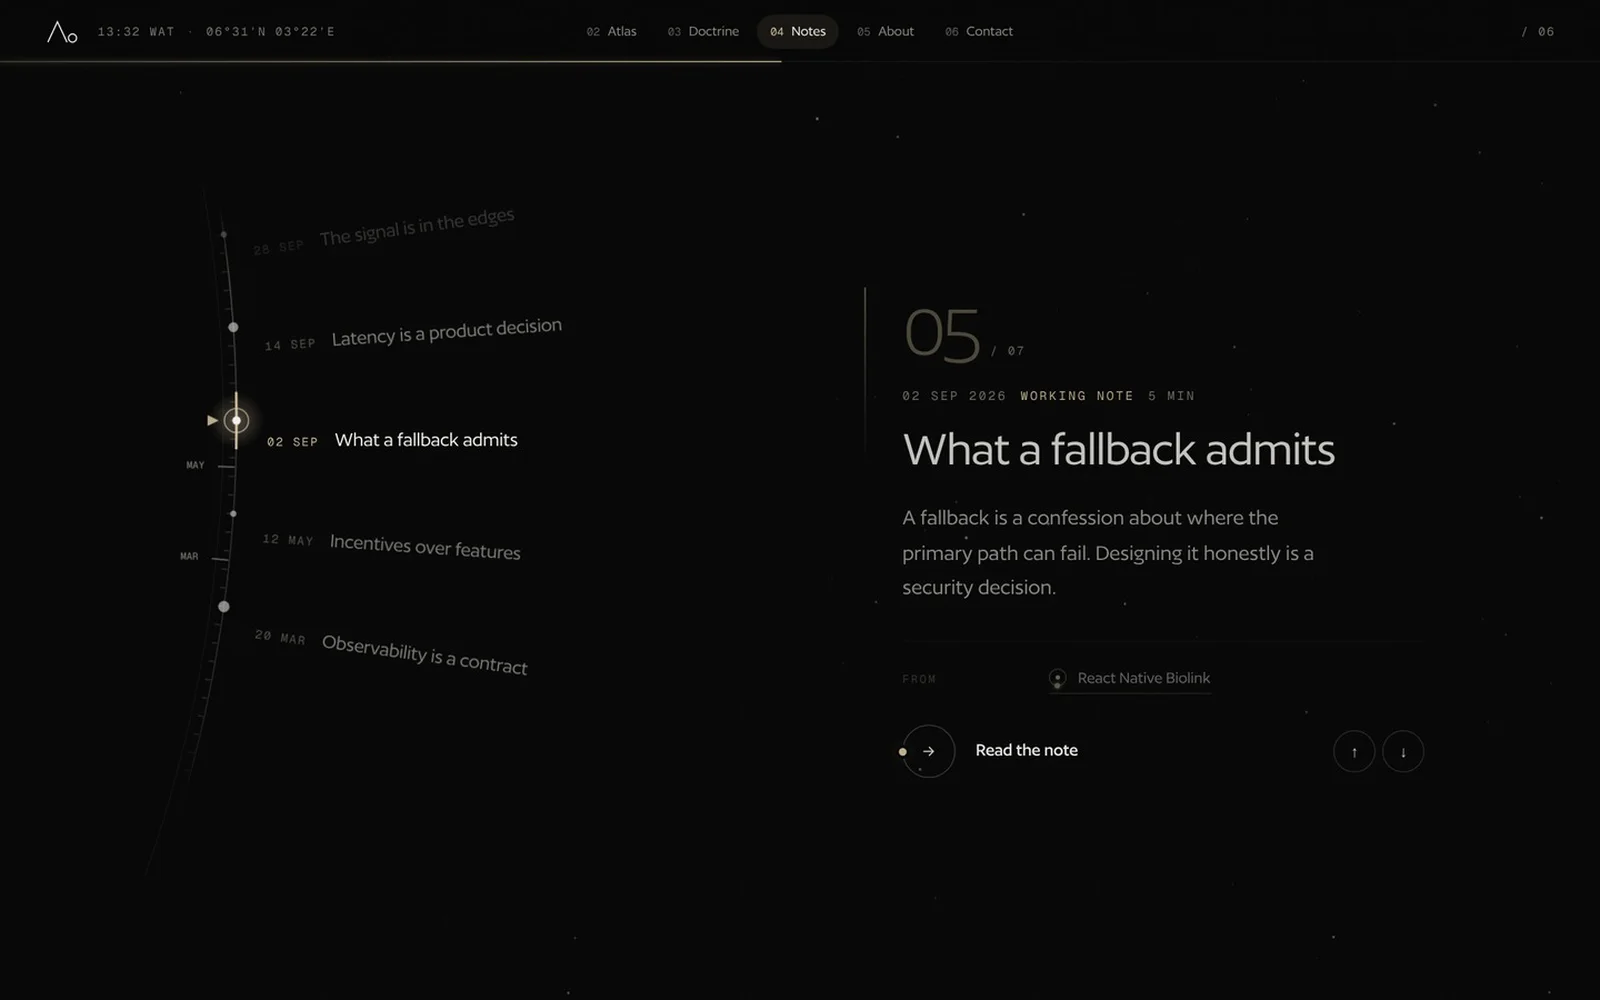 13:32 WAT · 06°31'N 03°22'E
02 Atlas
03 Doctrine
04 Notes
05 About
06 Contact
/ 06
28 SEP The signal is in the edges
14 SEP Latency is a product decision
02 SEP What a fallback admits
MAY
12 MAY Incentives over features
MAR
20 MAR Observability is a contract
05 / 07
02 SEP 2026 WORKING NOTE 5 MIN
What a fallback admits
A fallback is a confession about where the
primary path can fail. Designing it honestly is a
security decision.
FROM React Native Biolink
→ Read the note
↑ ↓